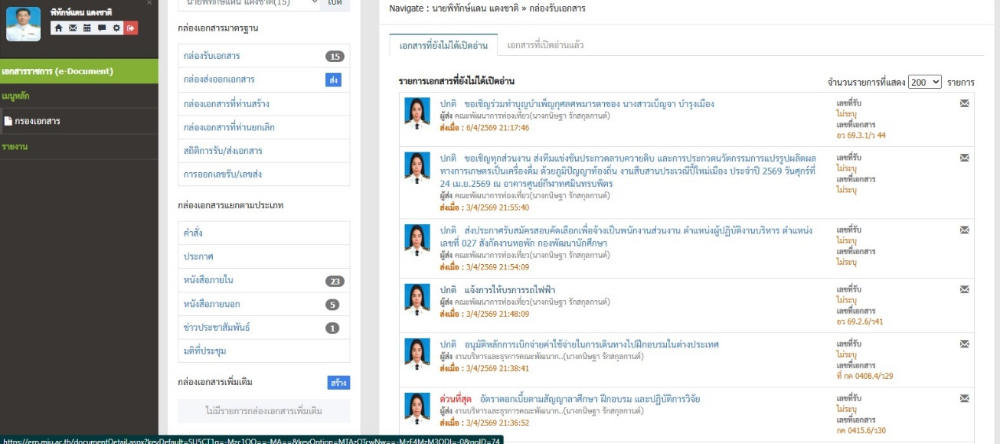 พิทักษ์แดน แดงชาติ
เอกสารราชการ (e-Document)
เมนูหลัก
กรองเอกสาร
รายงาน
นายพิทักษ์แดน แดงชาติ(15)
เปิด
กล่องเอกสารมาตรฐาน
กล่องรับเอกสาร 15
กล่องส่งออกเอกสาร ส่ง
กล่องเอกสารที่ท่านสร้าง
กล่องเอกสารที่ท่านยกเลิก
สถิติการรับ/ส่งเอกสาร
การออกเลขรับ/เลขส่ง
กล่องเอกสารแยกตามประเภท
คำสั่ง
ประกาศ
หนังสือภายใน 23
หนังสือภายนอก 5
ข่าวประชาสัมพันธ์ 1
มติที่ประชุม
กล่องเอกสารเพิ่มเติม สร้าง
ไม่มีรายการกล่องเอกสารเพิ่มเติม
Navigate : นายพิทักษ์แดน แดงชาติ » กล่องรับเอกสาร
เอกสารที่ยังไม่ได้เปิดอ่าน เอกสารที่เปิดอ่านแล้ว
รายการเอกสารที่ยังไม่ได้เปิดอ่าน จำนวนรายการที่แสดง 200 รายการ
ปกติ ขอเชิญร่วมทำบุญบำเพ็ญกุศลศพมารดาของ นางสาวเบ็ญจา บำรุงเมือง
ผู้ส่ง คณะพัฒนาการท่องเที่ยว(นางกนิษฐา รักสกุลกานต์)
ส่งเมื่อ : 6/4/2569 21:17:46
เลขที่รับ
ไม่ระบุ
เลขที่เอกสาร
อว 69.3.1/ว 44
ปกติ ขอเชิญทุกส่วนงาน ส่งทีมแข่งขันประกวดลาบควายดิบ และการประกวดนวัตกรรมการแปรรูปผลิตผล
ทางการเกษตรเป็นเครื่องดื่ม ด้วยภูมิปัญญาท้องถิ่น งานสืบสานประเวณีปี๋ใหม่เมือง ประจำปี 2569 วันศุกร์ที่
24 เม.ย.2569 ณ อาคารศูนย์กีฬาทศมินทรบพิตร
ผู้ส่ง คณะพัฒนาการท่องเที่ยว(นางกนิษฐา รักสกุลกานต์)
ส่งเมื่อ : 3/4/2569 21:55:40
เลขที่รับ
ไม่ระบุ
เลขที่เอกสาร
ไม่ระบุ
ปกติ ส่งประกาศรับสมัครสอบคัดเลือกเพื่อจ้างเป็นพนักงานส่วนงาน ตำแหน่งผู้ปฏิบัติงานบริหาร ตำแหน่ง
เลขที่ 027 สังกัดงานหอพัก กองพัฒนานักศึกษา
ผู้ส่ง คณะพัฒนาการท่องเที่ยว(นางกนิษฐา รักสกุลกานต์)
ส่งเมื่อ : 3/4/2569 21:54:09
เลขที่รับ
ไม่ระบุ
เลขที่เอกสาร
ไม่ระบุ
ปกติ แจ้งการให้บรการรถไฟฟ้า
ผู้ส่ง คณะพัฒนาการท่องเที่ยว(นางกนิษฐา รักสกุลกานต์)
ส่งเมื่อ : 3/4/2569 21:48:09
เลขที่รับ
ไม่ระบุ
เลขที่เอกสาร
อว 69.2.6/ว41
ปกติ อนุมัติหลักการเบิกจ่ายค่าใช้จ่ายในการเดินทางไปฝึกอบรมในต่างประเทศ
ผู้ส่ง งานบริหารและธุรการคณะพัฒนาก..(นางกนิษฐา รักสกุลกานต์)
ส่งเมื่อ : 3/4/2569 21:38:41
เลขที่รับ
ไม่ระบุ
เลขที่เอกสาร
ที่ กค 0408.4/ว29
ด่วนที่สุด อัตราดอกเบี้ยตามสัญญาลาศึกษา ฝึกอบรม และปฏิบัติการวิจัย
ผู้ส่ง งานบริหารและธุรการคณะพัฒนาก..(นางกนิษฐา รักสกุลกานต์)
ส่งเมื่อ : 3/4/2569 21:36:52
เลขที่รับ
ไม่ระบุ
เลขที่เอกสาร
กค 0415.6/ว30